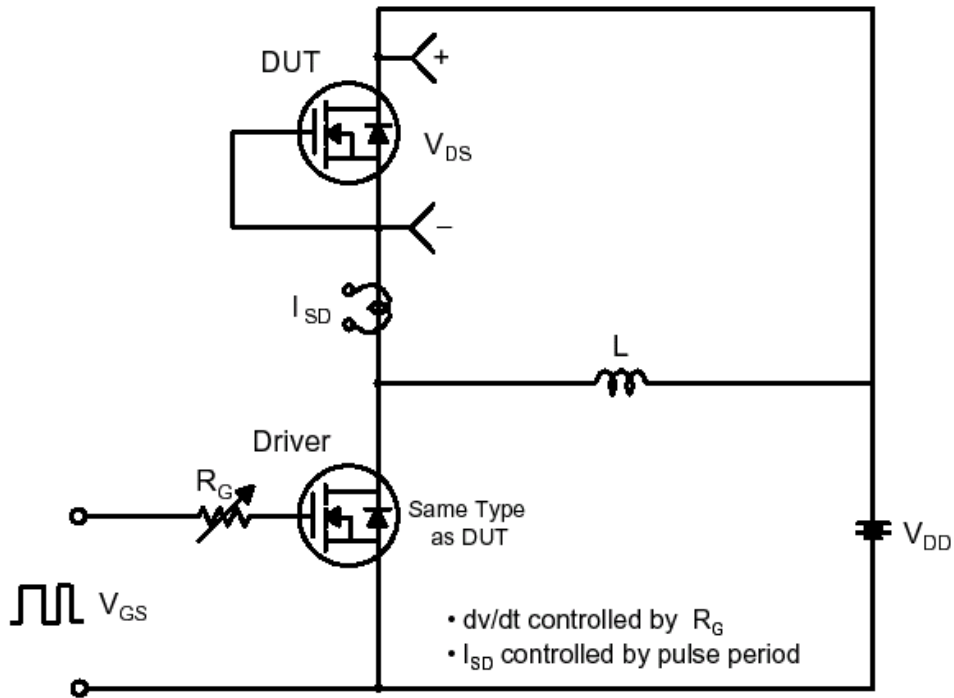 DUT
+
V_DS
–
I_SD
L
Driver
R_G
Same Type
as DUT
V_DD
V_GS
• dv/dt controlled by R_G
• I_SD controlled by pulse period